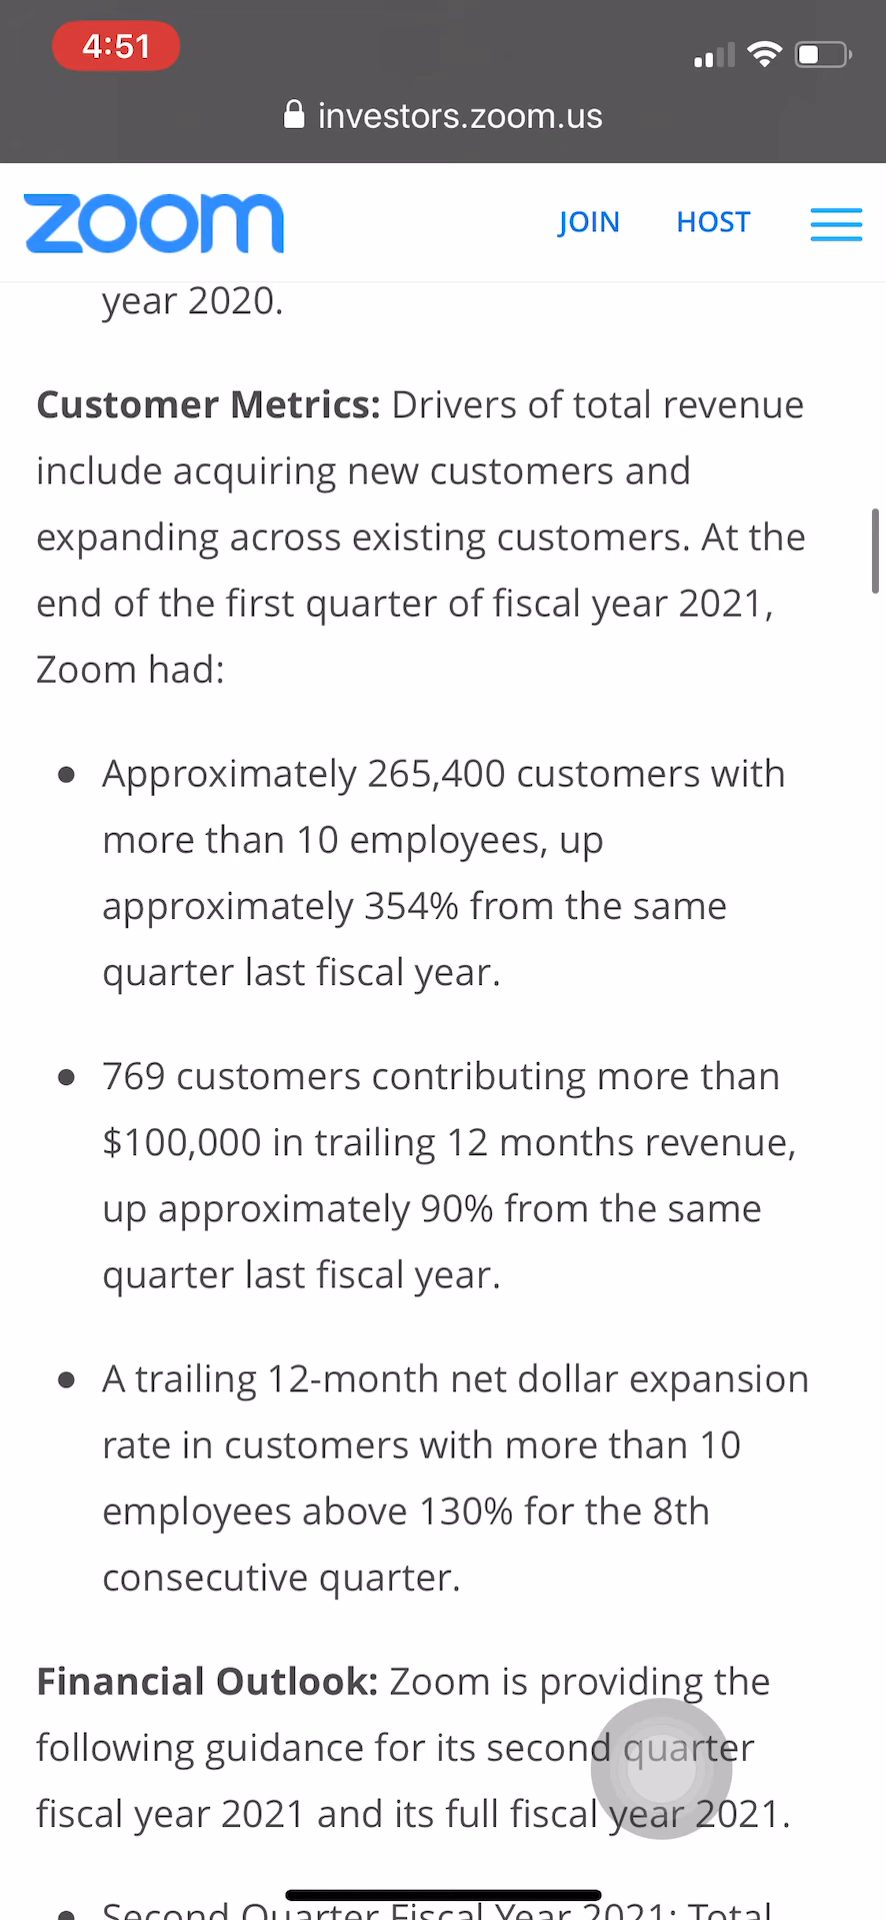 4:51
investors.zoom.us
zoom
JOIN HOST
year 2020.
Customer Metrics: Drivers of total revenue
include acquiring new customers and
expanding across existing customers. At the
end of the first quarter of fiscal year 2021,
Zoom had:
• Approximately 265,400 customers with
more than 10 employees, up
approximately 354% from the same
quarter last fiscal year.
• 769 customers contributing more than
$100,000 in trailing 12 months revenue,
up approximately 90% from the same
quarter last fiscal year.
• A trailing 12-month net dollar expansion
rate in customers with more than 10
employees above 130% for the 8th
consecutive quarter.
Financial Outlook: Zoom is providing the
following guidance for its second quarter
fiscal year 2021 and its full fiscal year 2021.
• Second Quarter Fiscal Year 2021: Total